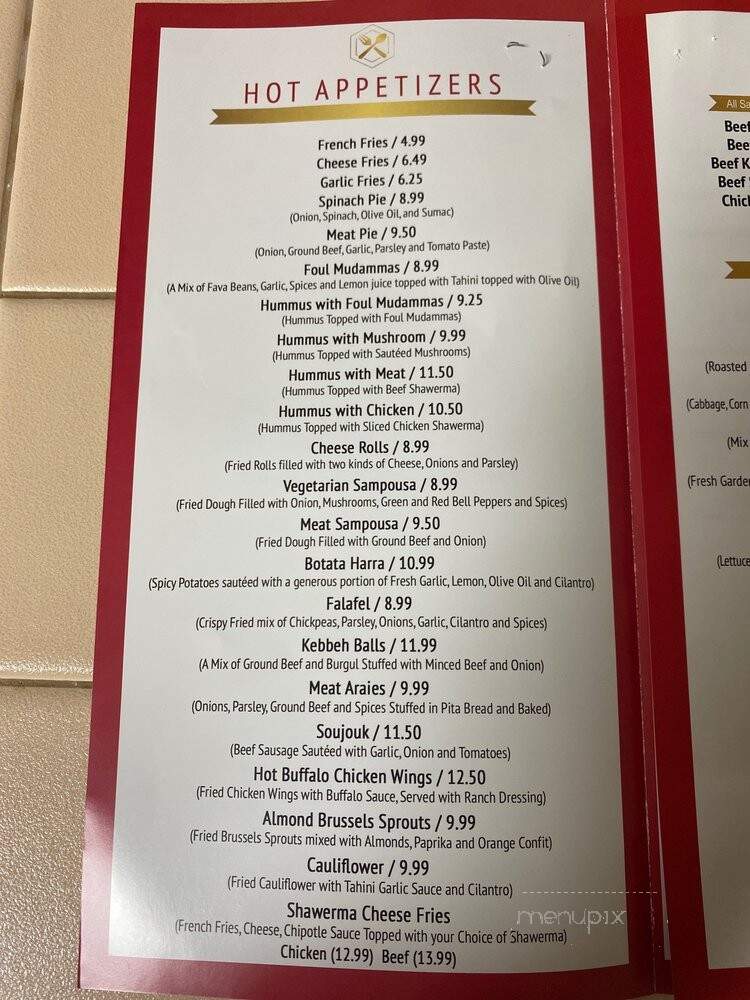 HOT APPETIZERS
French Fries / 4.99
Cheese Fries / 6.49
Garlic Fries / 6.25
Spinach Pie / 8.99
(Onion, Spinach, Olive Oil, and Sumac)
Meat Pie / 9.50
(Onion, Ground Beef, Garlic, Parsley and Tomato Paste)
Foul Mudammas / 8.99
(A Mix of Fava Beans, Garlic, Spices and Lemon juice topped with Tahini topped with Olive Oil)
Hummus with Foul Mudammas / 9.25
(Hummus Topped with Foul Mudammas)
Hummus with Mushroom / 9.99
(Hummus Topped with Sautéed Mushrooms)
Hummus with Meat / 11.50
(Hummus Topped with Beef Shawerma)
Hummus with Chicken / 10.50
(Hummus Topped with Sliced Chicken Shawerma)
Cheese Rolls / 8.99
(Fried Rolls filled with two kinds of Cheese, Onions and Parsley)
Vegetarian Sampousa / 8.99
(Fried Dough Filled with Onion, Mushrooms, Green and Red Bell Peppers and Spices)
Meat Sampousa / 9.50
(Fried Dough Filled with Ground Beef and Onion)
Botata Harra / 10.99
(Spicy Potatoes sautéed with a generous portion of Fresh Garlic, Lemon, Olive Oil and Cilantro)
Falafel / 8.99
(Crispy Fried mix of Chickpeas, Parsley, Onions, Garlic, Cilantro and Spices)
Kebbeh Balls / 11.99
(A Mix of Ground Beef and Burgul Stuffed with Minced Beef and Onion)
Meat Araies / 9.99
(Onions, Parsley, Ground Beef and Spices Stuffed in Pita Bread and Baked)
Soujouk / 11.50
(Beef Sausage Sautéed with Garlic, Onion and Tomatoes)
Hot Buffalo Chicken Wings / 12.50
(Fried Chicken Wings with Buffalo Sauce, Served with Ranch Dressing)
Almond Brussels Sprouts / 9.99
(Fried Brussels Sprouts mixed with Almonds, Paprika and Orange Confit)
Cauliflower / 9.99
(Fried Cauliflower with Tahini Garlic Sauce and Cilantro)
Shawerma Cheese Fries
(French Fries, Cheese, Chipotle Sauce Topped with your Choice of Shawerma)
Chicken (12.99) Beef (13.99)
menupix
All
Beef
Beef
Beef
(Roasted
(Cabbage, Corn
(Mix
(Fresh
(Lettuce